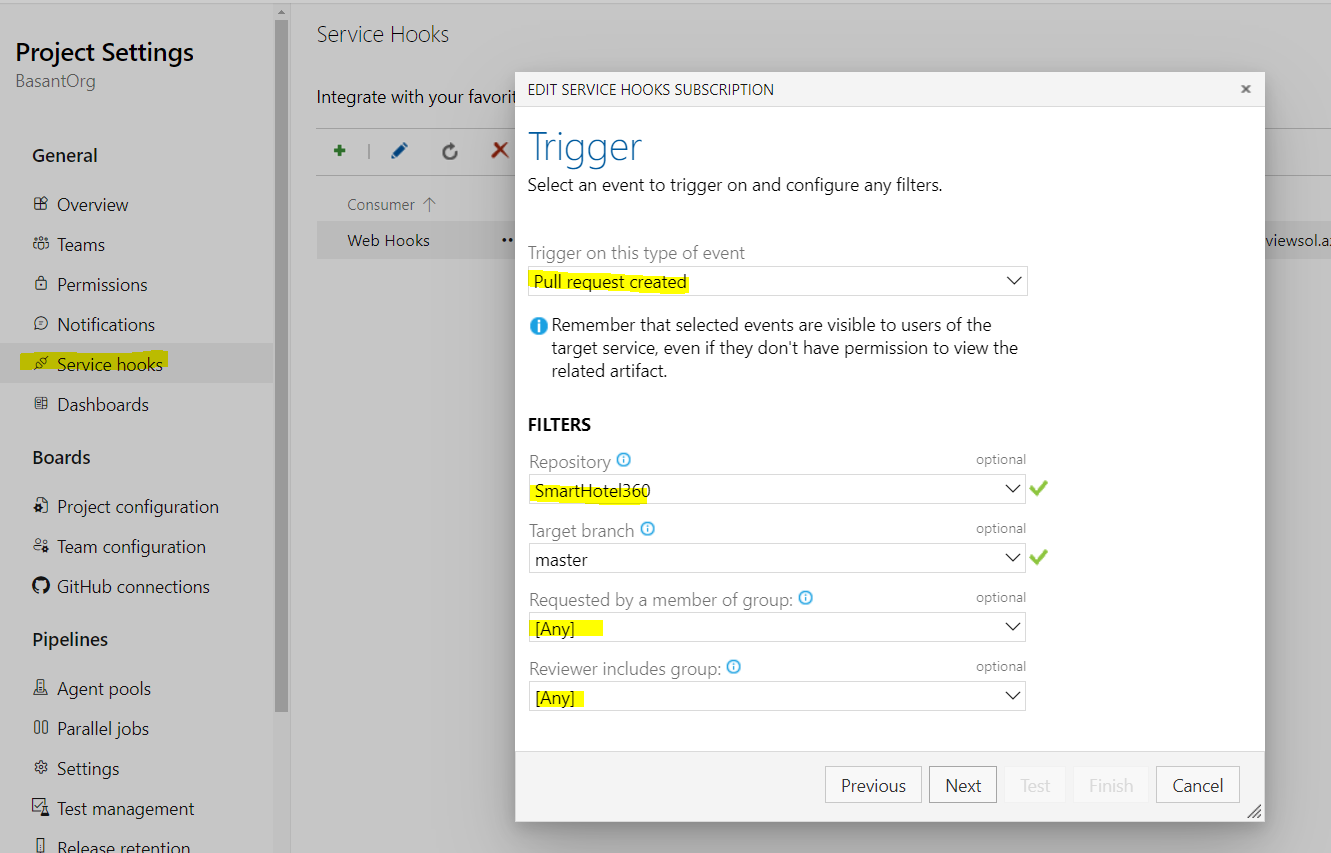 Project Settings
BasantOrg
General
Overview
Teams
Permissions
Notifications
Service hooks
Dashboards
Boards
Project configuration
Team configuration
GitHub connections
Pipelines
Agent pools
Parallel jobs
Settings
Test management
Release retention
Service Hooks
Integrate with your favorit
Consumer
Web Hooks
viewsol.a
EDIT SERVICE HOOKS SUBSCRIPTION
Trigger
Select an event to trigger on and configure any filters.
Trigger on this type of event
Pull request created
Remember that selected events are visible to users of the
target service, even if they don't have permission to view the
related artifact.
FILTERS
Repository optional
SmartHotel360
Target branch optional
master
Requested by a member of group: optional
[Any]
Reviewer includes group: optional
[Any]
Previous Next Test Finish Cancel